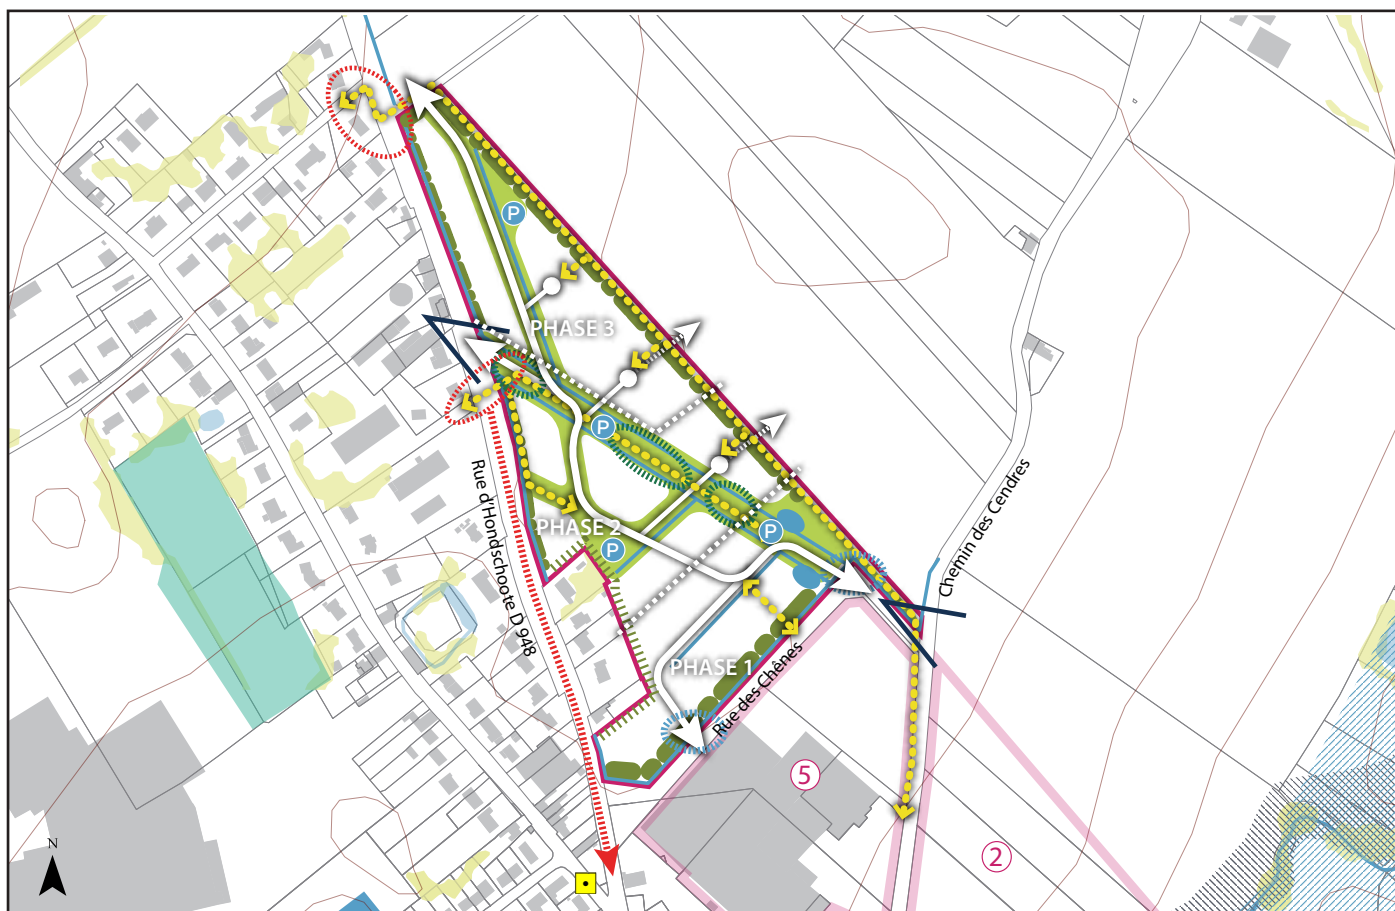 P
PHASE 3
P
Rue d'Hondschoote D 948
PHASE 2
P
P
Chemin des Cendres
PHASE 1
Rue des Chênes
5
N
2